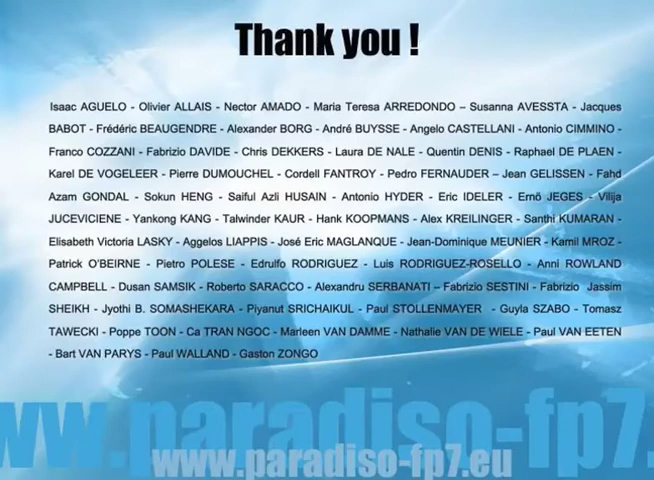 Thank you !
Isaac AGUELO - Olivier ALLAIS - Nector AMADO - Maria Teresa ARREDONDO – Susanna AVESSTA - Jacques
BABOT - Frédéric BEAUGENDRE - Alexander BORG - André BUYSSE - Angelo CASTELLANI - Antonio CIMMINO -
Franco COZZANI - Fabrizio DAVIDE - Chris DEKKERS - Laura DE NALE - Quentin DENIS - Raphael DE PLAEN -
Karel DE VOGELEER - Pierre DUMOUCHEL - Cordell FANTROY - Pedro FERNAUDER – Jean GELISSEN - Fahd
Azam GONDAL - Sokun HENG - Saiful Azli HUSAIN - Antonio HYDER - Eric IDELER - Ernö JEGES - Vilija
JUCEVICIENE - Yankong KANG - Talwinder KAUR - Hank KOOPMANS - Alex KREILINGER - Santhi KUMARAN -
Elisabeth Victoria LASKY - Aggelos LIAPPIS - José Eric MAGLANQUE - Jean-Dominique MEUNIER - Kamil MROZ -
Patrick O'BEIRNE - Pietro POLESE - Edrulfo RODRIGUEZ - Luis RODRIGUEZ-ROSELLO - Anni ROWLAND
CAMPBELL - Dusan SAMSIK - Roberto SARACCO - Alexandru SERBANATI – Fabrizio SESTINI - Fabrizio Jassim
SHEIKH - Jyothi B. SOMASHEKARA - Piyanut SRICHAIKUL - Paul STOLLENMAYER - Guyla SZABO - Tomasz
TAWECKI - Poppe TOON - Ca TRAN NGOC - Marleen VAN DAMME - Nathalie VAN DE WIELE - Paul VAN EETEN
- Bart VAN PARYS - Paul WALLAND - Gaston ZONGO
ww.paradiso-fp7.
www.paradiso-fp7.eu